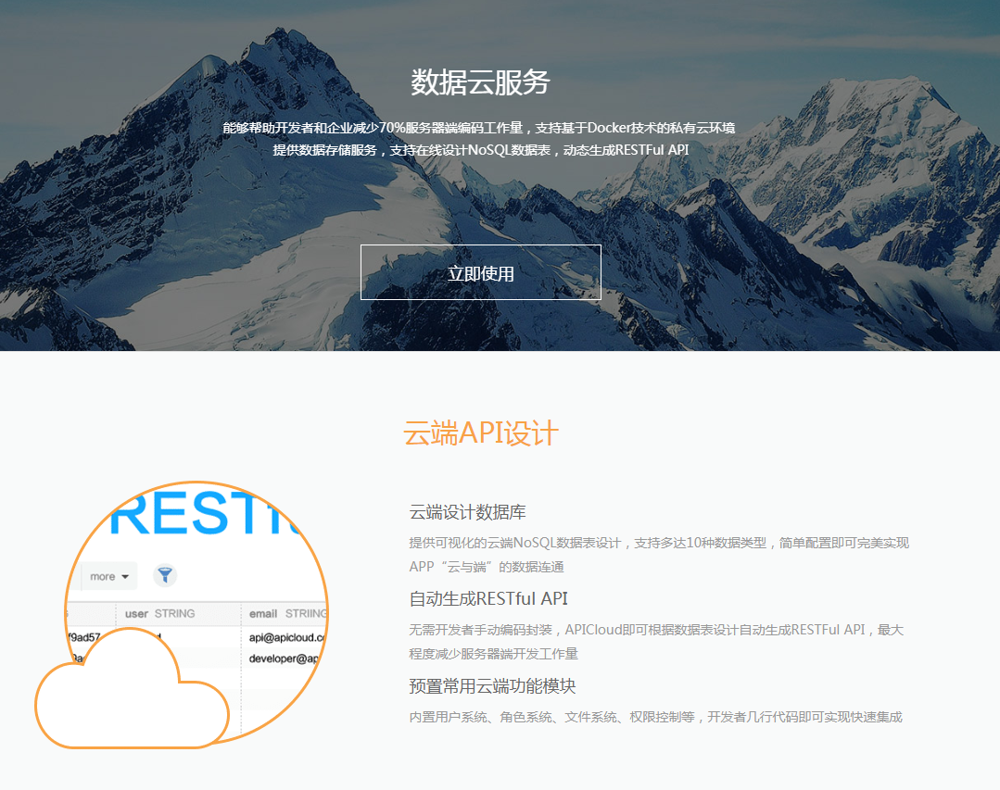 数据云服务
能够帮助开发者和企业减少70%服务器端编码工作量，支持基于Docker技术的私有云环境
提供数据存储服务，支持在线设计NoSQL数据表，动态生成RESTFul API
立即使用
云端API设计
RESTfu
more
user STRING
email STRIING
f9ad57
api@apicloud.co
developer@ap
云端设计数据库
提供可视化的云端NoSQL数据表设计，支持多达10种数据类型，简单配置即可完美实现
APP“云与端”的数据连通
自动生成RESTful API
无需开发者手动编码封装，APICloud即可根据数据表设计自动生成RESTFul API，最大
程度减少服务器端开发工作量
预置常用云端功能模块
内置用户系统、角色系统、文件系统、权限控制等，开发者几行代码即可实现快速集成